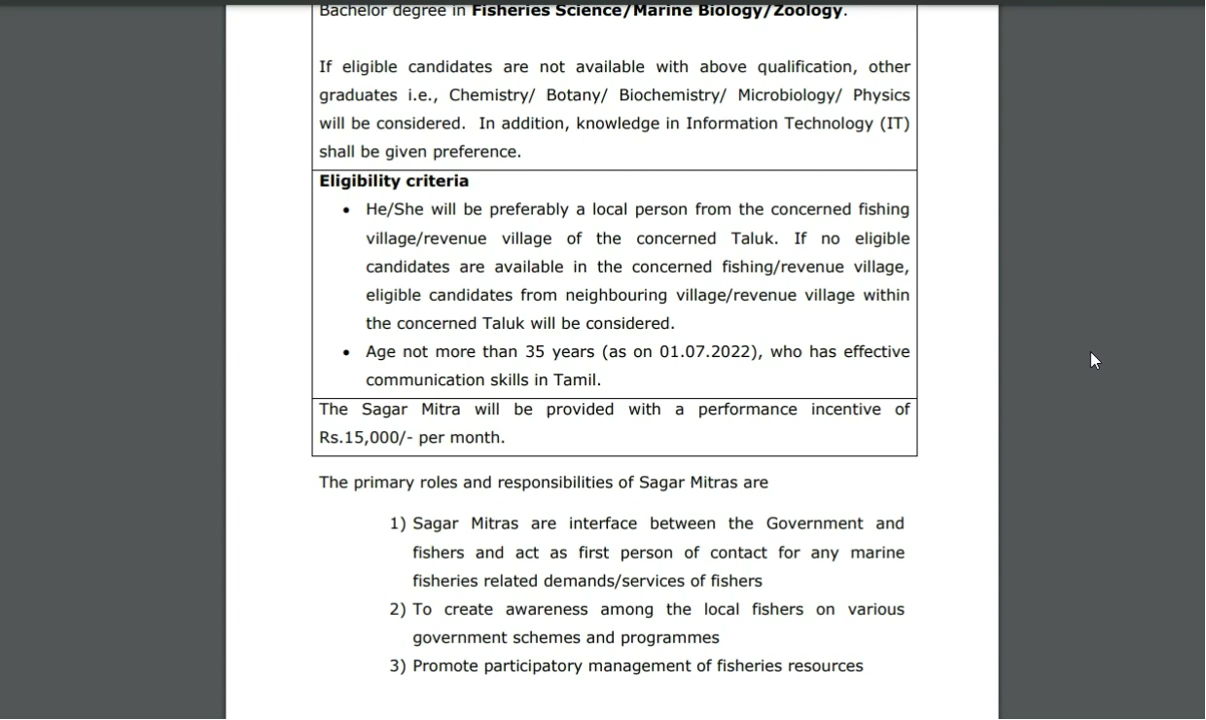 Bachelor degree in Fisheries Science/Marine Biology/Zoology.
If eligible candidates are not available with above qualification, other
graduates i.e., Chemistry/ Botany/ Biochemistry/ Microbiology/ Physics
will be considered. In addition, knowledge in Information Technology (IT)
shall be given preference.
Eligibility criteria
• He/She will be preferably a local person from the concerned fishing
village/revenue village of the concerned Taluk. If no eligible
candidates are available in the concerned fishing/revenue village,
eligible candidates from neighbouring village/revenue village within
the concerned Taluk will be considered.
• Age not more than 35 years (as on 01.07.2022), who has effective
communication skills in Tamil.
The Sagar Mitra will be provided with a performance incentive of
Rs.15,000/- per month.
The primary roles and responsibilities of Sagar Mitras are
1) Sagar Mitras are interface between the Government and
fishers and act as first person of contact for any marine
fisheries related demands/services of fishers
2) To create awareness among the local fishers on various
government schemes and programmes
3) Promote participatory management of fisheries resources